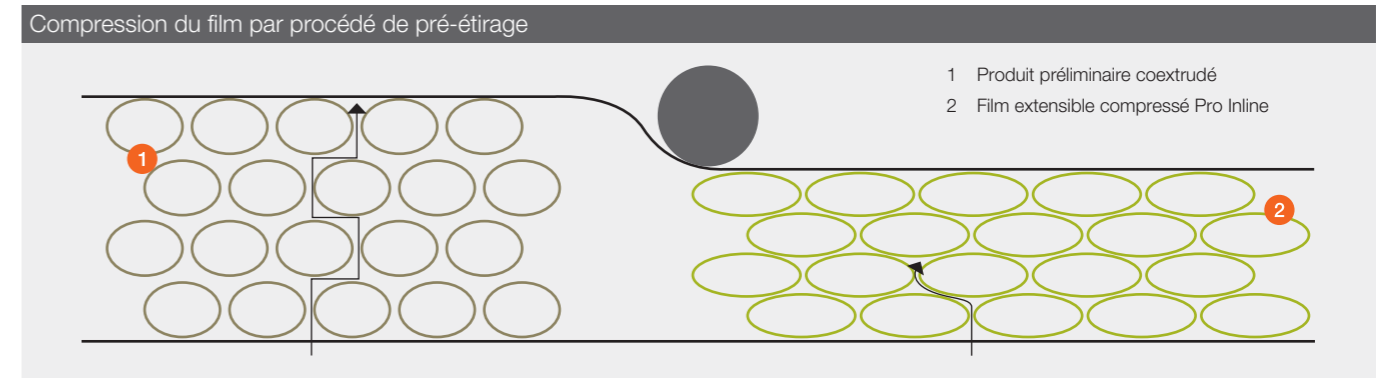 Compression du film par procédé de pré-étirage
1 Produit préliminaire coextrudé
2 Film extensible compressé Pro Inline
1
2